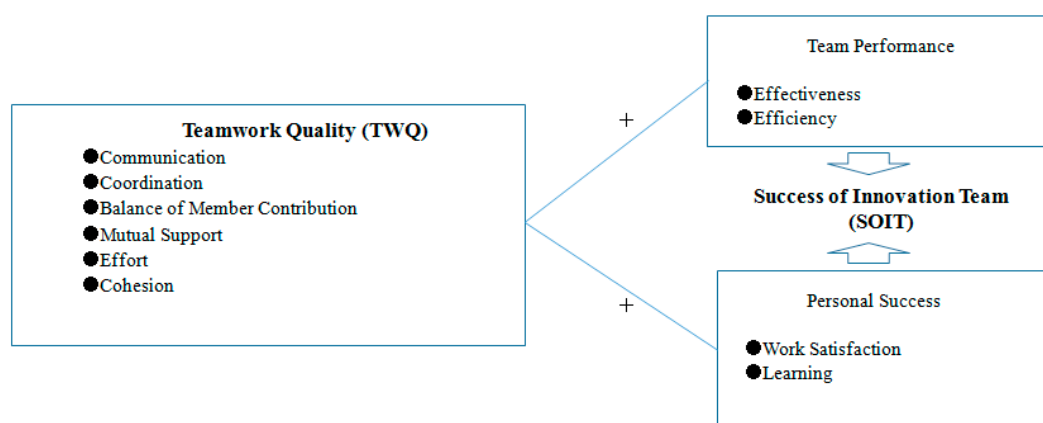 Teamwork Quality (TWQ)
●Communication
●Coordination
●Balance of Member Contribution
●Mutual Support
●Effort
●Cohesion
+
+
Team Performance
●Effectiveness
●Efficiency
Success of Innovation Team
(SOIT)
Personal Success
●Work Satisfaction
●Learning